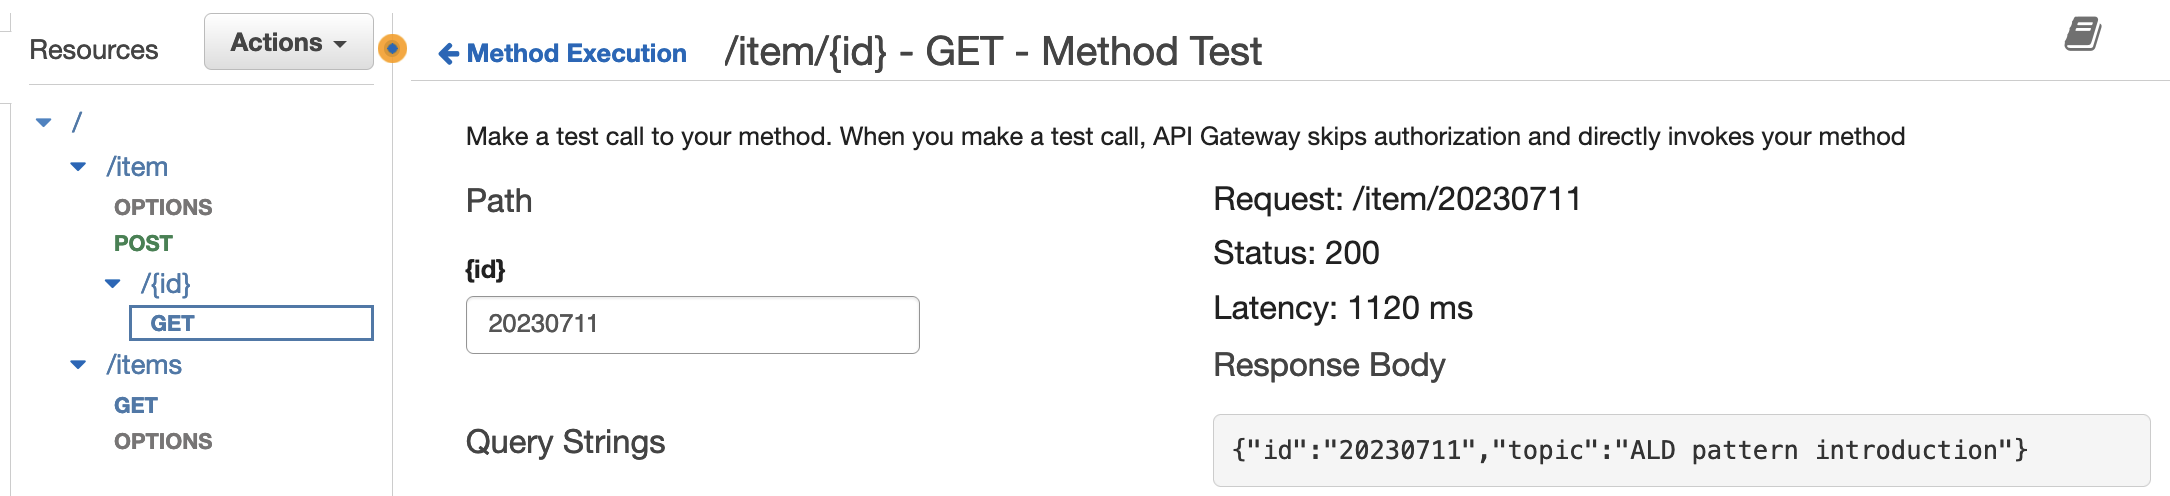 Resources
Actions
/
/item
OPTIONS
POST
/{id}
GET
/items
GET
OPTIONS
Method Execution /item/{id} - GET - Method Test
Make a test call to your method. When you make a test call, API Gateway skips authorization and directly invokes your method
Path
{id}
20230711
Query Strings
Request: /item/20230711
Status: 200
Latency: 1120 ms
Response Body
{"id":"20230711","topic":"ALD pattern introduction"}